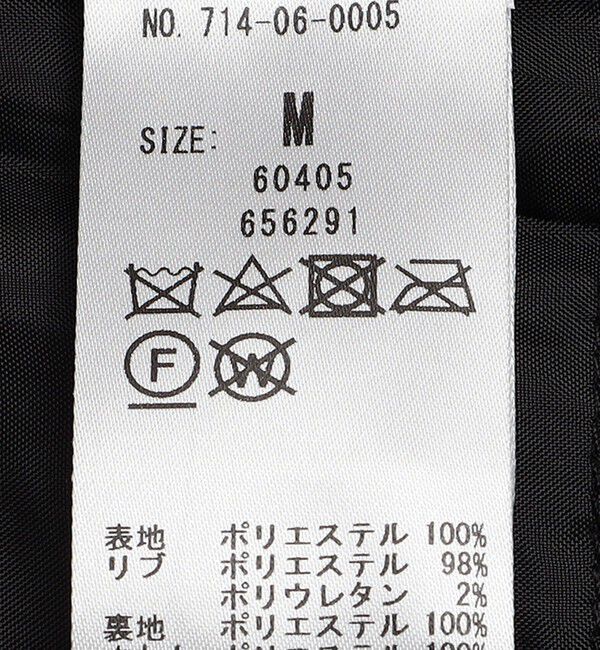 NO. 714-06-0005
SIZE: M
60405
656291
F W
表地 ポリエステル 100%
リブ ポリエステル 98%
ポリウレタン 2%
裏地 ポリエステル 100%